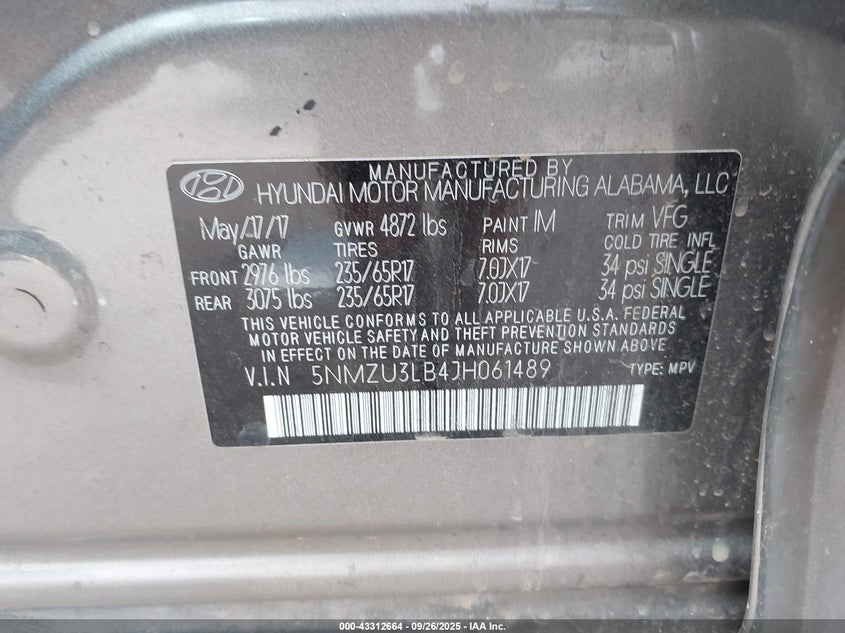 MANUFACTURED BY
HYUNDAI MOTOR MANUFACTURING ALABAMA, LLC
May/17/17 GVWR 4872 lbs PAINT IM TRIM VFG
GAWR TIRES RIMS COLD TIRE INFL
FRONT 2976 lbs 235/65R17 7.0JX17 34 psi SINGLE
REAR 3075 lbs 235/65R17 7.0JX17 34 psi SINGLE
THIS VEHICLE CONFORMS TO ALL APPLICABLE U.S.A. FEDERAL
MOTOR VEHICLE SAFETY AND THEFT PREVENTION STANDARDS
IN EFFECT ON THE DATE OF MANUFACTURE SHOWN ABOVE.
V.I.N 5NMZU3LB4JH061489 TYPE: MPV
000-43312664 | 09/26/2025 - IAA Inc.